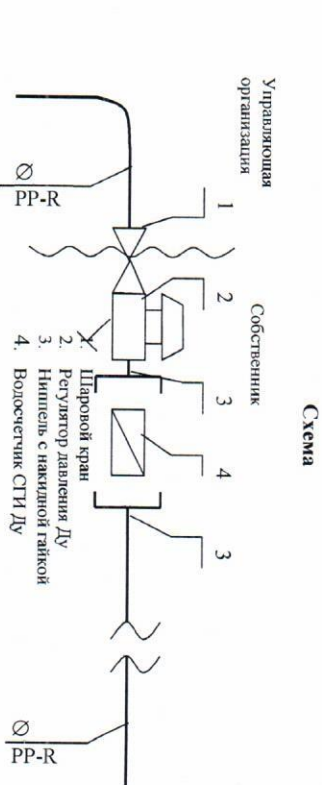 Схема
Управляющая
организация
Собственник
1
2
3
4
3
Ø
PP-R
Ø
PP-R
1. Шаровой кран
2. Регулятор давления Ду
3. Ниппель с накидной гайкой
4. Водосчетчик СГИ Ду